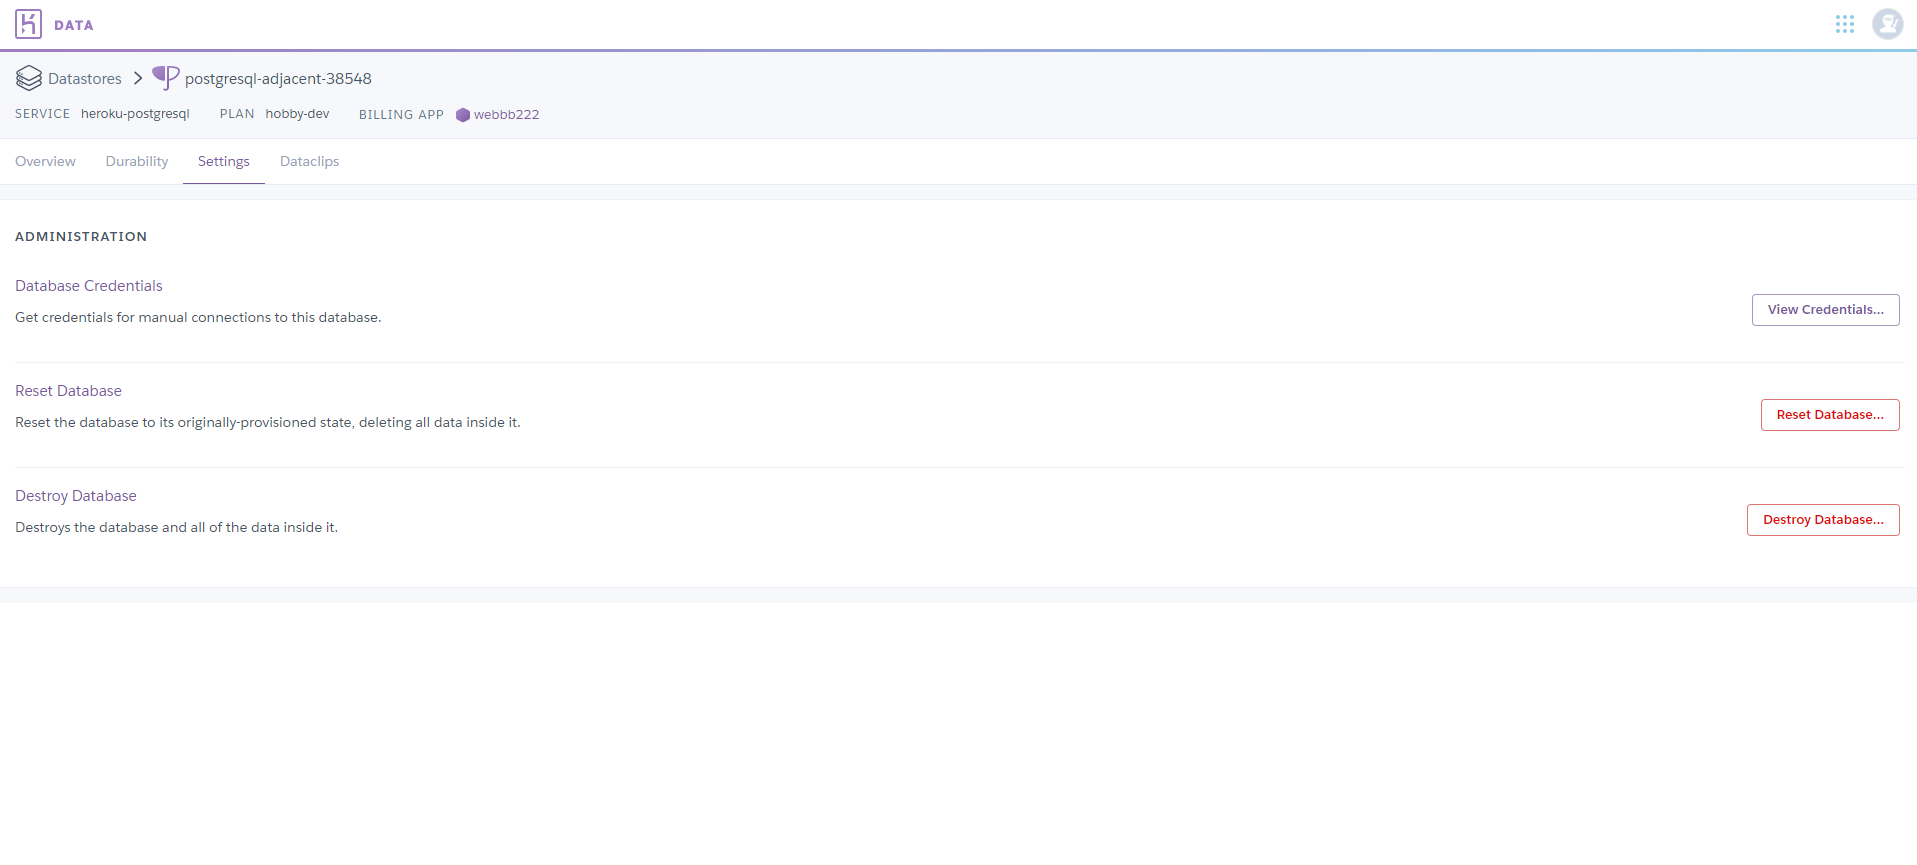 DATA
Datastores postgresql-adjacent-38548
SERVICE heroku-postgresql PLAN hobby-dev BILLING APP webbb222
Overview Durability Settings Dataclips
ADMINISTRATION
Database Credentials
Get credentials for manual connections to this database.
View Credentials...
Reset Database
Reset the database to its originally-provisioned state, deleting all data inside it.
Reset Database...
Destroy Database
Destroys the database and all of the data inside it.
Destroy Database...